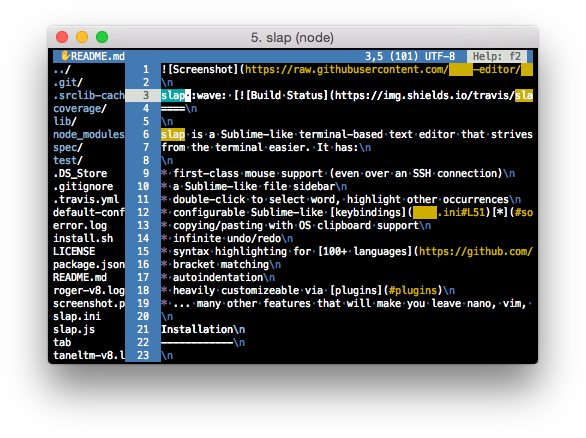 5. slap (node)
README.md 3,5 (101) UTF-8 Help: f2
../ 1 ![Screenshot](https://raw.githubusercontent.com/ -editor/
.git/ 2 \n
.srclib-cach 3 slap :wave: [![Build Status](https://img.shields.io/travis/sla
coverage/ 4 ====\n
lib/ 5 \n
node_modules 6 slap is a Sublime-like terminal-based text editor that strives
spec/ 7 from the terminal easier. It has:\n
test/ 8 \n
.DS_Store 9 * first-class mouse support (even over an SSH connection)\n
.gitignore 10 * a Sublime-like file sidebar\n
.travis.yml 11 * double-click to select word, highlight other occurrences\n
default-conf 12 * configurable Sublime-like [keybindings]( .ini#L51)[*](#so
error.log 13 * copying/pasting with OS clipboard support\n
install.sh 14 * infinite undo/redo\n
LICENSE 15 * syntax highlighting for [100+ languages](https://github.com/
package.json 16 * bracket matching\n
README.md 17 * autoindentation\n
roger-v8.log 18 * heavily customizeable via [plugins](#plugins)\n
screenshot.p 19 * ... many other features that will make you leave nano, vim,
slap.ini 20 \n
slap.js 21 Installation\n
tab 22 ------------\n
taneltm-v8.l 23 \n